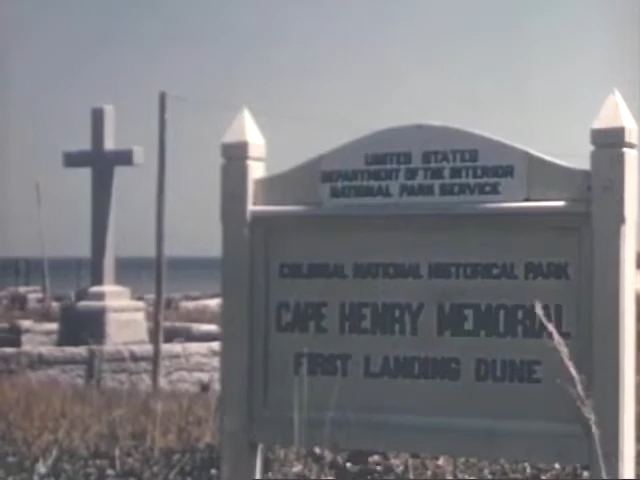 UNITED STATES
DEPARTMENT OF THE INTERIOR
NATIONAL PARK SERVICE
COLONIAL NATIONAL HISTORICAL PARK
CAPE HENRY MEMORIAL
FIRST LANDING DUNE